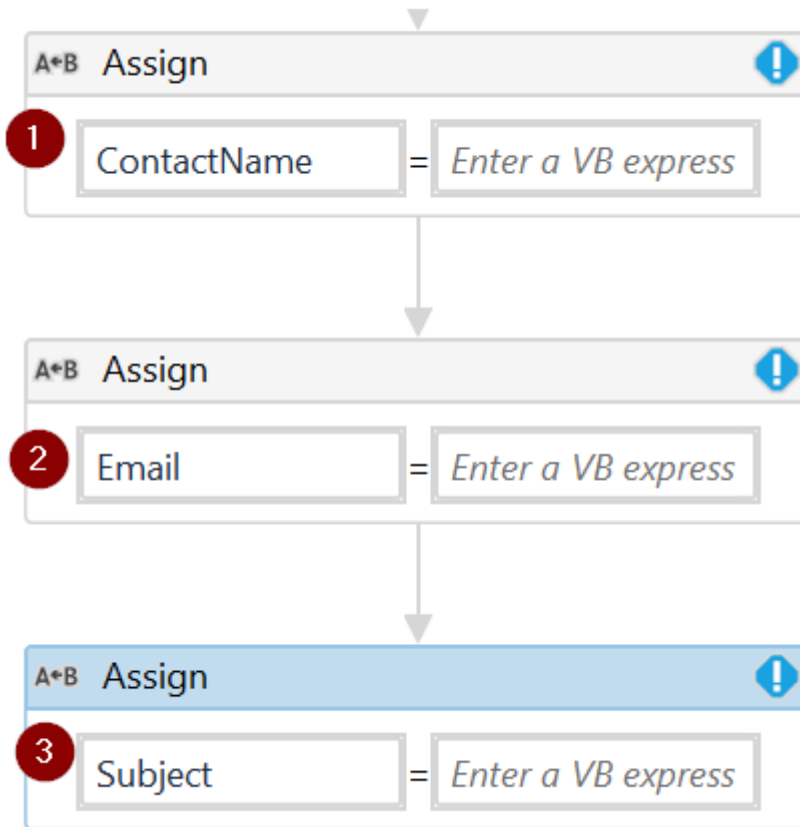 A←B Assign
1 ContactName = Enter a VB express
A←B Assign
2 Email = Enter a VB express
A←B Assign
3 Subject = Enter a VB express